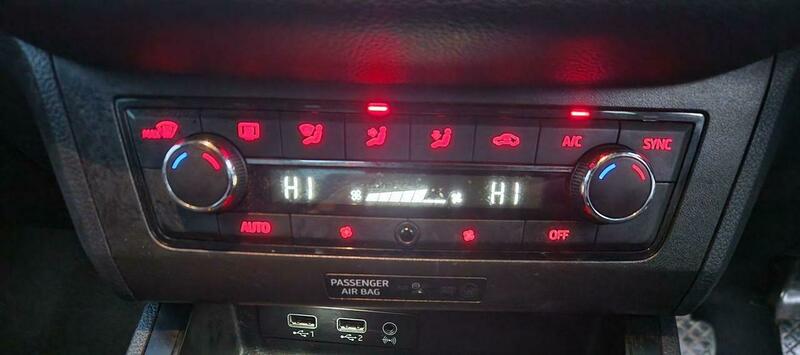 MAX
A/C
SYNC
HI
HI
AUTO
OFF
PASSENGER
AIR BAG
1
2